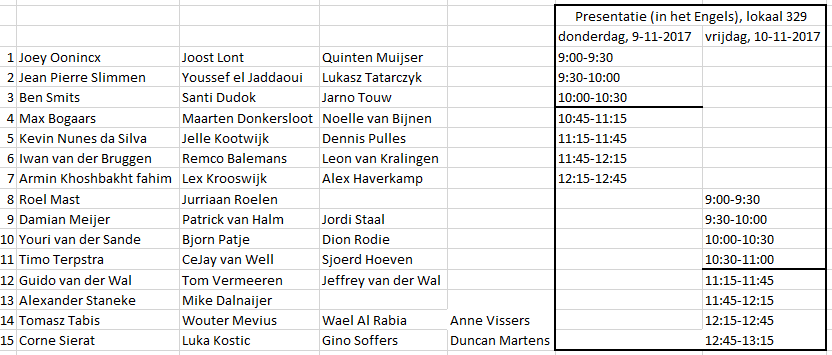 Presentatie (in het Engels), lokaal 329
donderdag, 9-11-2017 vrijdag, 10-11-2017
1 Joey Oonincx Joost Lont Quinten Muijser 9:00-9:30
2 Jean Pierre Slimmen Youssef el Jaddaoui Lukasz Tatarczyk 9:30-10:00
3 Ben Smits Santi Dudok Jarno Touw 10:00-10:30
4 Max Bogaars Maarten Donkersloot Noelle van Bijnen 10:45-11:15
5 Kevin Nunes da Silva Jelle Kootwijk Dennis Pulles 11:15-11:45
6 Iwan van der Bruggen Remco Balemans Leon van Kralingen 11:45-12:15
7 Armin Khoshbakht fahim Lex Krooswijk Alex Haverkamp 12:15-12:45
8 Roel Mast Jurriaan Roelen 9:00-9:30
9 Damian Meijer Patrick van Halm Jordi Staal 9:30-10:00
10 Youri van der Sande Bjorn Patje Dion Rodie 10:00-10:30
11 Timo Terpstra CeJay van Well Sjoerd Hoeven 10:30-11:00
12 Guido van der Wal Tom Vermeeren Jeffrey van der Wal 11:15-11:45
13 Alexander Staneke Mike Dalnaijer 11:45-12:15
14 Tomasz Tabis Wouter Mevius Wael Al Rabia Anne Vissers 12:15-12:45
15 Corne Sierat Luka Kostic Gino Soffers Duncan Martens 12:45-13:15